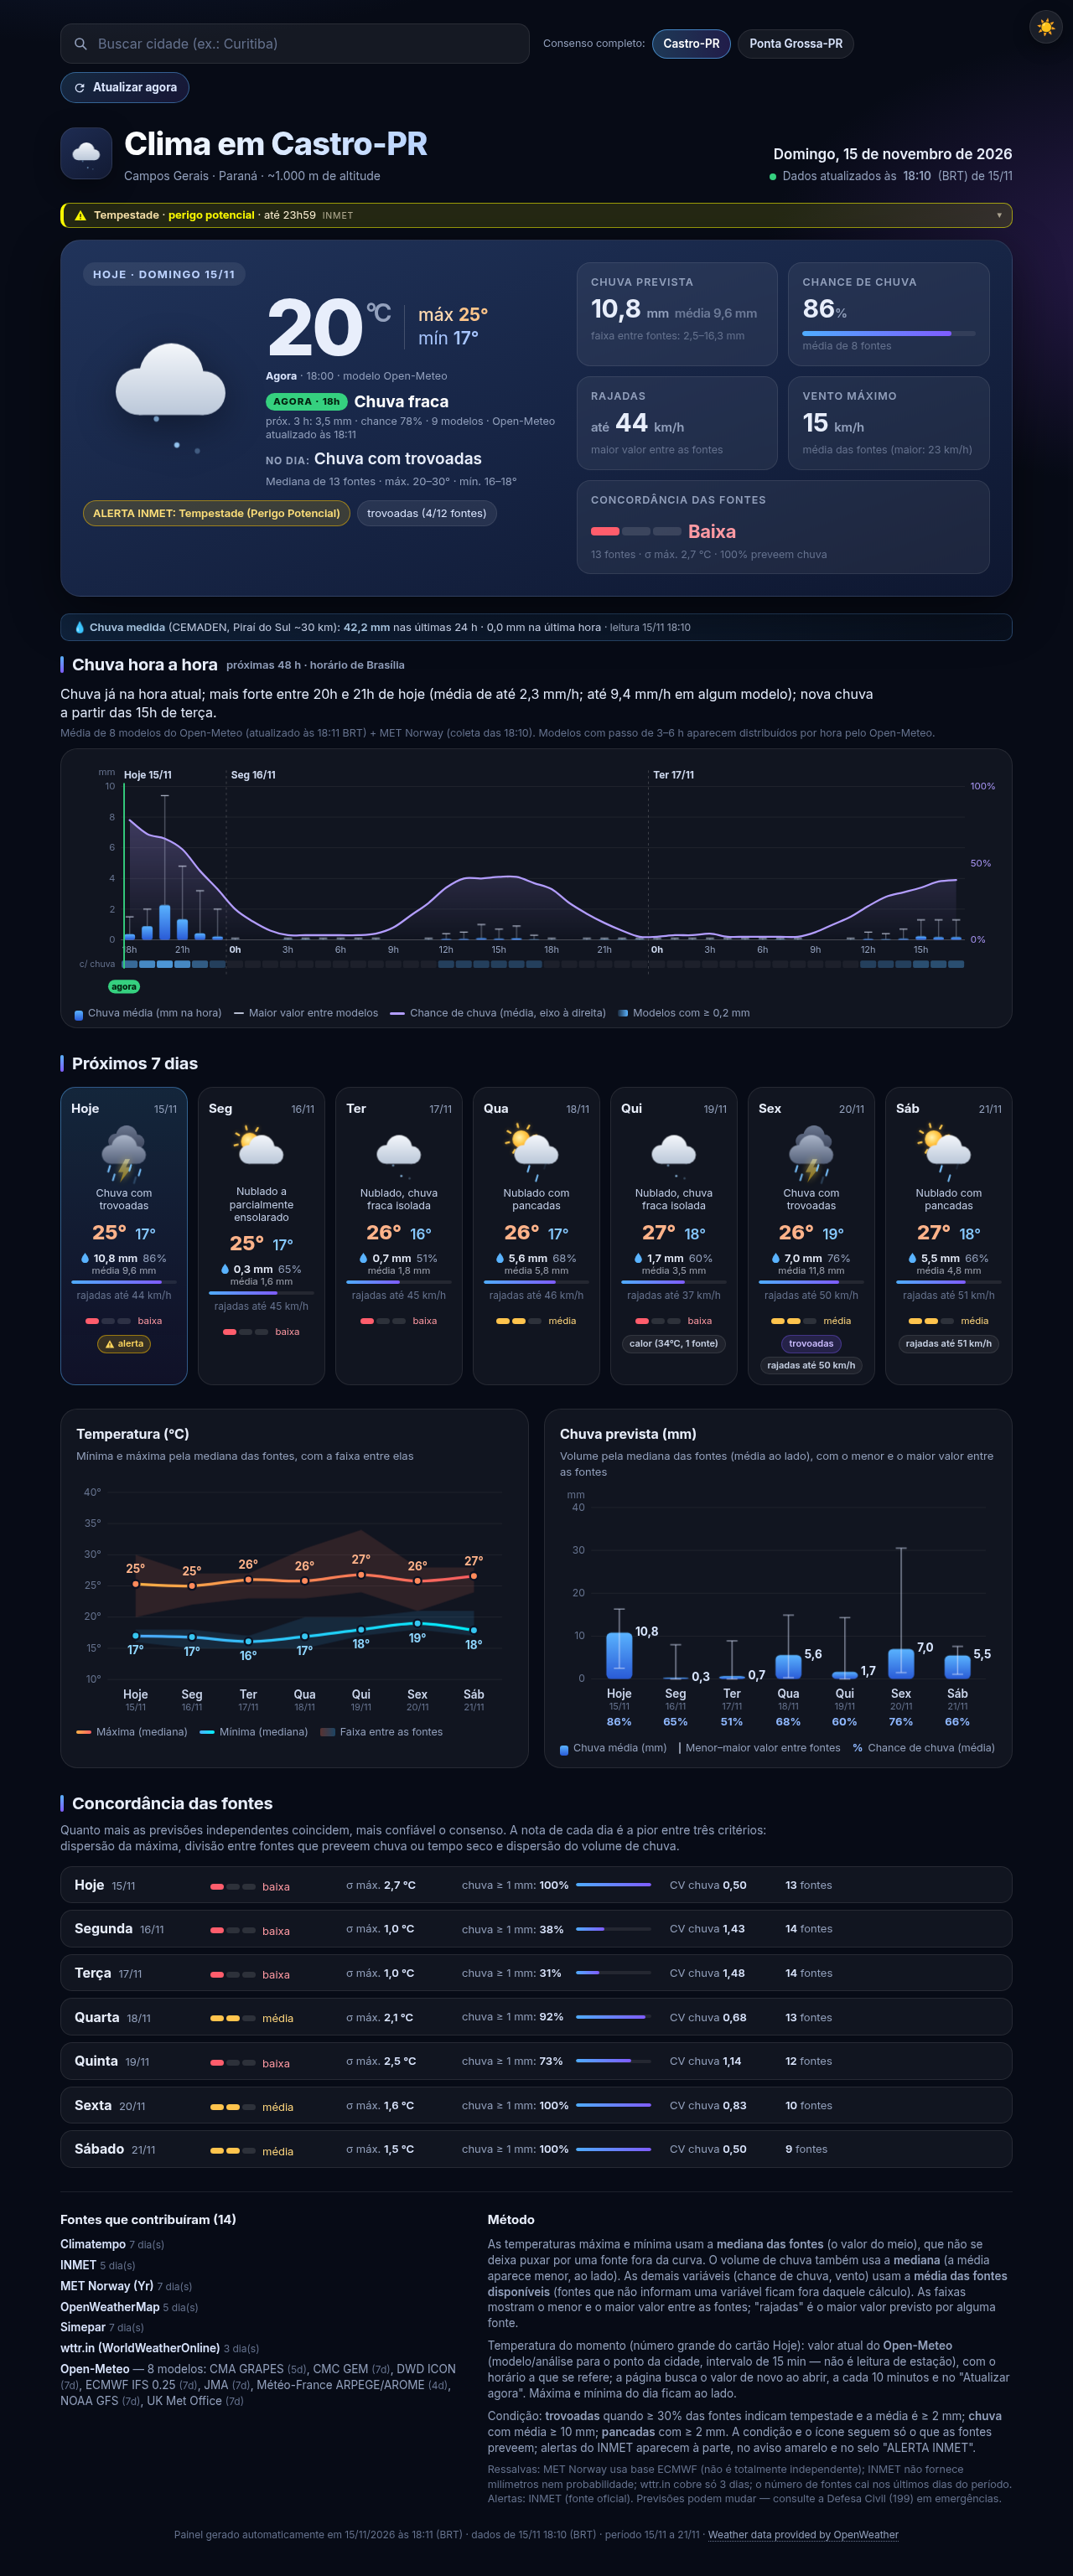 Buscar cidade (ex.: Curitiba)
Consenso completo: Castro-PR Ponta Grossa-PR
Atualizar agora
Clima em Castro-PR
Campos Gerais · Paraná · ~1.000 m de altitude
Domingo, 15 de novembro de 2026
Dados atualizados às 18:10 (BRT) de 15/11
Tempestade · perigo potencial · até 23h59 INMET
HOJE · DOMINGO 15/11
20°C
máx 25°
mín 17°
Agora · 18:00 · modelo Open-Meteo
AGORA · 18h Chuva fraca
próx. 3 h: 3,5 mm · chance 78% · 9 modelos · Open-Meteo
atualizado às 18:11
NO DIA: Chuva com trovoadas
Mediana de 13 fontes · máx. 20–30° · mín. 16–18°
ALERTA INMET: Tempestade (Perigo Potencial) trovoadas (4/12 fontes)
CHUVA PREVISTA
10,8 mm média 9,6 mm
faixa entre fontes: 2,5–16,3 mm
CHANCE DE CHUVA
86%
média de 8 fontes
RAJADAS
até 44 km/h
maior valor entre as fontes
VENTO MÁXIMO
15 km/h
média das fontes (maior: 23 km/h)
CONCORDÂNCIA DAS FONTES
Baixa
13 fontes · σ máx. 2,7 °C · 100% preveem chuva
Chuva medida (CEMADEN, Piraí do Sul ~30 km): 42,2 mm nas últimas 24 h · 0,0 mm na última hora · leitura 15/11 18:10
Chuva hora a hora próximas 48 h · horário de Brasília
Chuva já na hora atual; mais forte entre 20h e 21h de hoje (média de até 2,3 mm/h; até 9,4 mm/h em algum modelo); nova chuva
a partir das 15h de terça.
Média de 8 modelos do Open-Meteo (atualizado às 18:11 BRT) + MET Norway (coleta das 18:10). Modelos com passo de 3–6 h aparecem distribuídos por hora pelo Open-Meteo.
mm Hoje 15/11 Seg 16/11 Ter 17/11
10 100%
8
6
50%
4
2
0 0%
18h 21h 0h 3h 6h 9h 12h 15h 18h 21h 0h 3h 6h 9h 12h 15h
c/ chuva
agora
Chuva média (mm na hora) Maior valor entre modelos Chance de chuva (média, eixo à direita) Modelos com ≥ 0,2 mm
Próximos 7 dias
Hoje 15/11
Chuva com
trovoadas
25° 17°
10,8 mm 86%
média 9,6 mm
rajadas até 44 km/h
baixa
alerta
Seg 16/11
Nublado a
parcialmente
ensolarado
25° 17°
0,3 mm 65%
média 1,6 mm
rajadas até 45 km/h
baixa
Ter 17/11
Nublado, chuva
fraca isolada
26° 16°
0,7 mm 51%
média 1,8 mm
rajadas até 45 km/h
baixa
Qua 18/11
Nublado com
pancadas
26° 17°
5,6 mm 68%
média 5,8 mm
rajadas até 46 km/h
média
Qui 19/11
Nublado, chuva
fraca isolada
27° 18°
1,7 mm 60%
média 3,5 mm
rajadas até 37 km/h
baixa
calor (34°C, 1 fonte)
Sex 20/11
Chuva com
trovoadas
26° 19°
7,0 mm 76%
média 11,8 mm
rajadas até 50 km/h
média
trovoadas
rajadas até 50 km/h
Sáb 21/11
Nublado com
pancadas
27° 18°
5,5 mm 66%
média 4,8 mm
rajadas até 51 km/h
média
rajadas até 51 km/h
Temperatura (°C)
Mínima e máxima pela mediana das fontes, com a faixa entre elas
40°
35°
30°
25°
20°
15°
10°
25° 25° 26° 26° 27° 26° 27°
17° 17° 16° 17° 18° 19° 18°
Hoje Seg Ter Qua Qui Sex Sáb
15/11 16/11 17/11 18/11 19/11 20/11 21/11
Máxima (mediana) Mínima (mediana) Faixa entre as fontes
Chuva prevista (mm)
Volume pela mediana das fontes (média ao lado), com o menor e o maior valor entre
as fontes
mm
40
30
20
10
0
10,8 0,3 0,7 5,6 1,7 7,0 5,5
Hoje Seg Ter Qua Qui Sex Sáb
15/11 16/11 17/11 18/11 19/11 20/11 21/11
86% 65% 51% 68% 60% 76% 66%
Chuva média (mm) Menor–maior valor entre fontes % Chance de chuva (média)
Concordância das fontes
Quanto mais as previsões independentes coincidem, mais confiável o consenso. A nota de cada dia é a pior entre três critérios:
dispersão da máxima, divisão entre fontes que preveem chuva ou tempo seco e dispersão do volume de chuva.
Hoje 15/11 baixa σ máx. 2,7 °C chuva ≥ 1 mm: 100% CV chuva 0,50 13 fontes
Segunda 16/11 baixa σ máx. 1,0 °C chuva ≥ 1 mm: 38% CV chuva 1,43 14 fontes
Terça 17/11 baixa σ máx. 1,0 °C chuva ≥ 1 mm: 31% CV chuva 1,48 14 fontes
Quarta 18/11 média σ máx. 2,1 °C chuva ≥ 1 mm: 92% CV chuva 0,68 13 fontes
Quinta 19/11 baixa σ máx. 2,5 °C chuva ≥ 1 mm: 73% CV chuva 1,14 12 fontes
Sexta 20/11 média σ máx. 1,6 °C chuva ≥ 1 mm: 100% CV chuva 0,83 10 fontes
Sábado 21/11 média σ máx. 1,5 °C chuva ≥ 1 mm: 100% CV chuva 0,50 9 fontes
Fontes que contribuíram (14)
Climatempo 7 dia(s)
INMET 5 dia(s)
MET Norway (Yr) 7 dia(s)
OpenWeatherMap 5 dia(s)
Simepar 7 dia(s)
wttr.in (WorldWeatherOnline) 3 dia(s)
Open-Meteo — 8 modelos: CMA GRAPES (5d), CMC GEM (7d), DWD ICON
(7d), ECMWF IFS 0.25 (7d), JMA (7d), Météo-France ARPEGE/AROME (4d),
NOAA GFS (7d), UK Met Office (7d)
Método
As temperaturas máxima e mínima usam a mediana das fontes (o valor do meio), que não se
deixa puxar por uma fonte fora da curva. O volume de chuva também usa a mediana (a média
aparece menor, ao lado). As demais variáveis (chance de chuva, vento) usam a média das fontes
disponíveis (fontes que não informam uma variável ficam fora daquele cálculo). As faixas
mostram o menor e o maior valor entre as fontes; "rajadas" é o maior valor previsto por alguma
fonte.
Temperatura do momento (número grande do cartão Hoje): valor atual do Open-Meteo
(modelo/análise para o ponto da cidade, intervalo de 15 min — não é leitura de estação), com o
horário a que se refere; a página busca o valor de novo ao abrir, a cada 10 minutos e no "Atualizar
agora". Máxima e mínima do dia ficam ao lado.
Condição: trovoadas quando ≥ 30% das fontes indicam tempestade e a média é ≥ 2 mm; chuva
com média ≥ 10 mm; pancadas com ≥ 2 mm. A condição e o ícone seguem só o que as fontes
preveem; alertas do INMET aparecem à parte, no aviso amarelo e no selo "ALERTA INMET".
Ressalvas: MET Norway usa base ECMWF (não é totalmente independente); INMET não fornece
milímetros nem probabilidade; wttr.in cobre só 3 dias; o número de fontes cai nos últimos dias do período.
Alertas: INMET (fonte oficial). Previsões podem mudar — consulte a Defesa Civil (199) em emergências.
Painel gerado automaticamente em 15/11/2026 às 18:11 (BRT) · dados de 15/11 18:10 (BRT) · período 15/11 a 21/11 · Weather data provided by OpenWeather